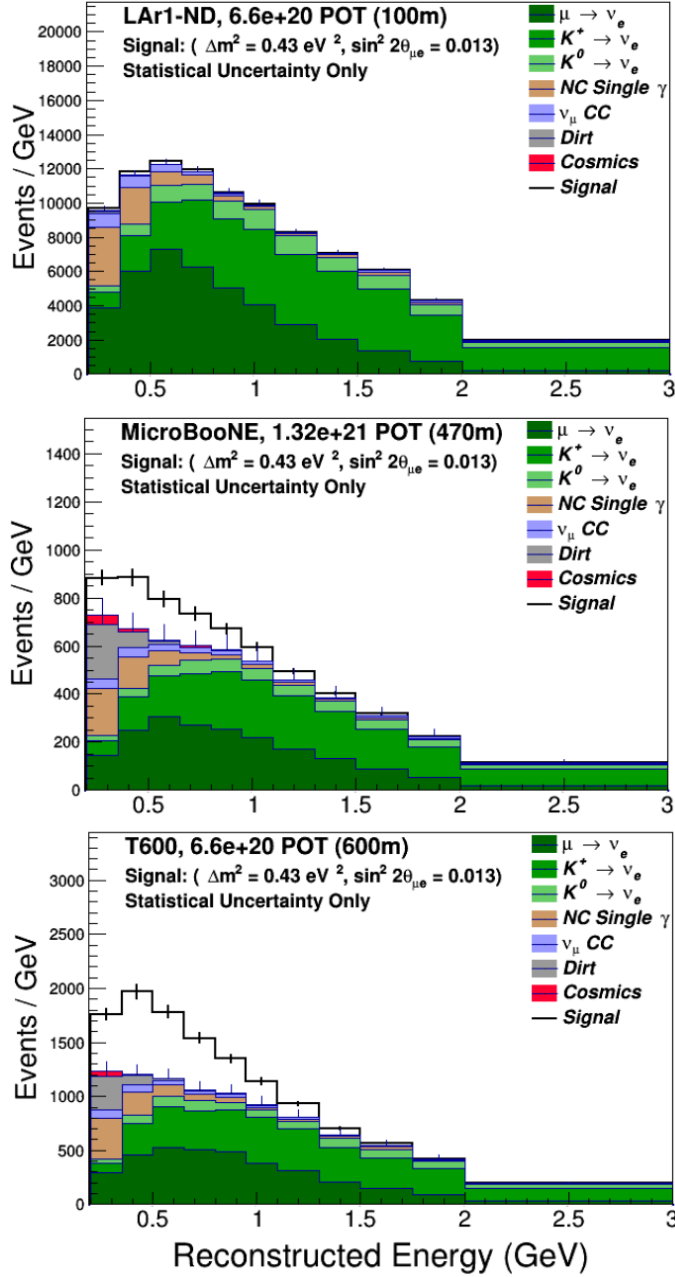 LAr1-ND, 6.6e+20 POT (100m)
Signal: ( Δm² = 0.43 eV ², sin² 2θμe = 0.013)
Statistical Uncertainty Only
μ → νe
K⁺ → νe
K⁰ → νe
NC Single γ
νμ CC
Dirt
Cosmics
Signal
Events / GeV
20000
18000
16000
14000
12000
10000
8000
6000
4000
2000
0
0.5 1 1.5 2 2.5 3
MicroBooNE, 1.32e+21 POT (470m)
Signal: ( Δm² = 0.43 eV ², sin² 2θμe = 0.013)
Statistical Uncertainty Only
μ → νe
K⁺ → νe
K⁰ → νe
NC Single γ
νμ CC
Dirt
Cosmics
Signal
Events / GeV
1400
1200
1000
800
600
400
200
0
0.5 1 1.5 2 2.5 3
T600, 6.6e+20 POT (600m)
Signal: ( Δm² = 0.43 eV ², sin² 2θμe = 0.013)
Statistical Uncertainty Only
μ → νe
K⁺ → νe
K⁰ → νe
NC Single γ
νμ CC
Dirt
Cosmics
Signal
Events / GeV
3000
2500
2000
1500
1000
500
0
0.5 1 1.5 2 2.5 3
Reconstructed Energy (GeV)